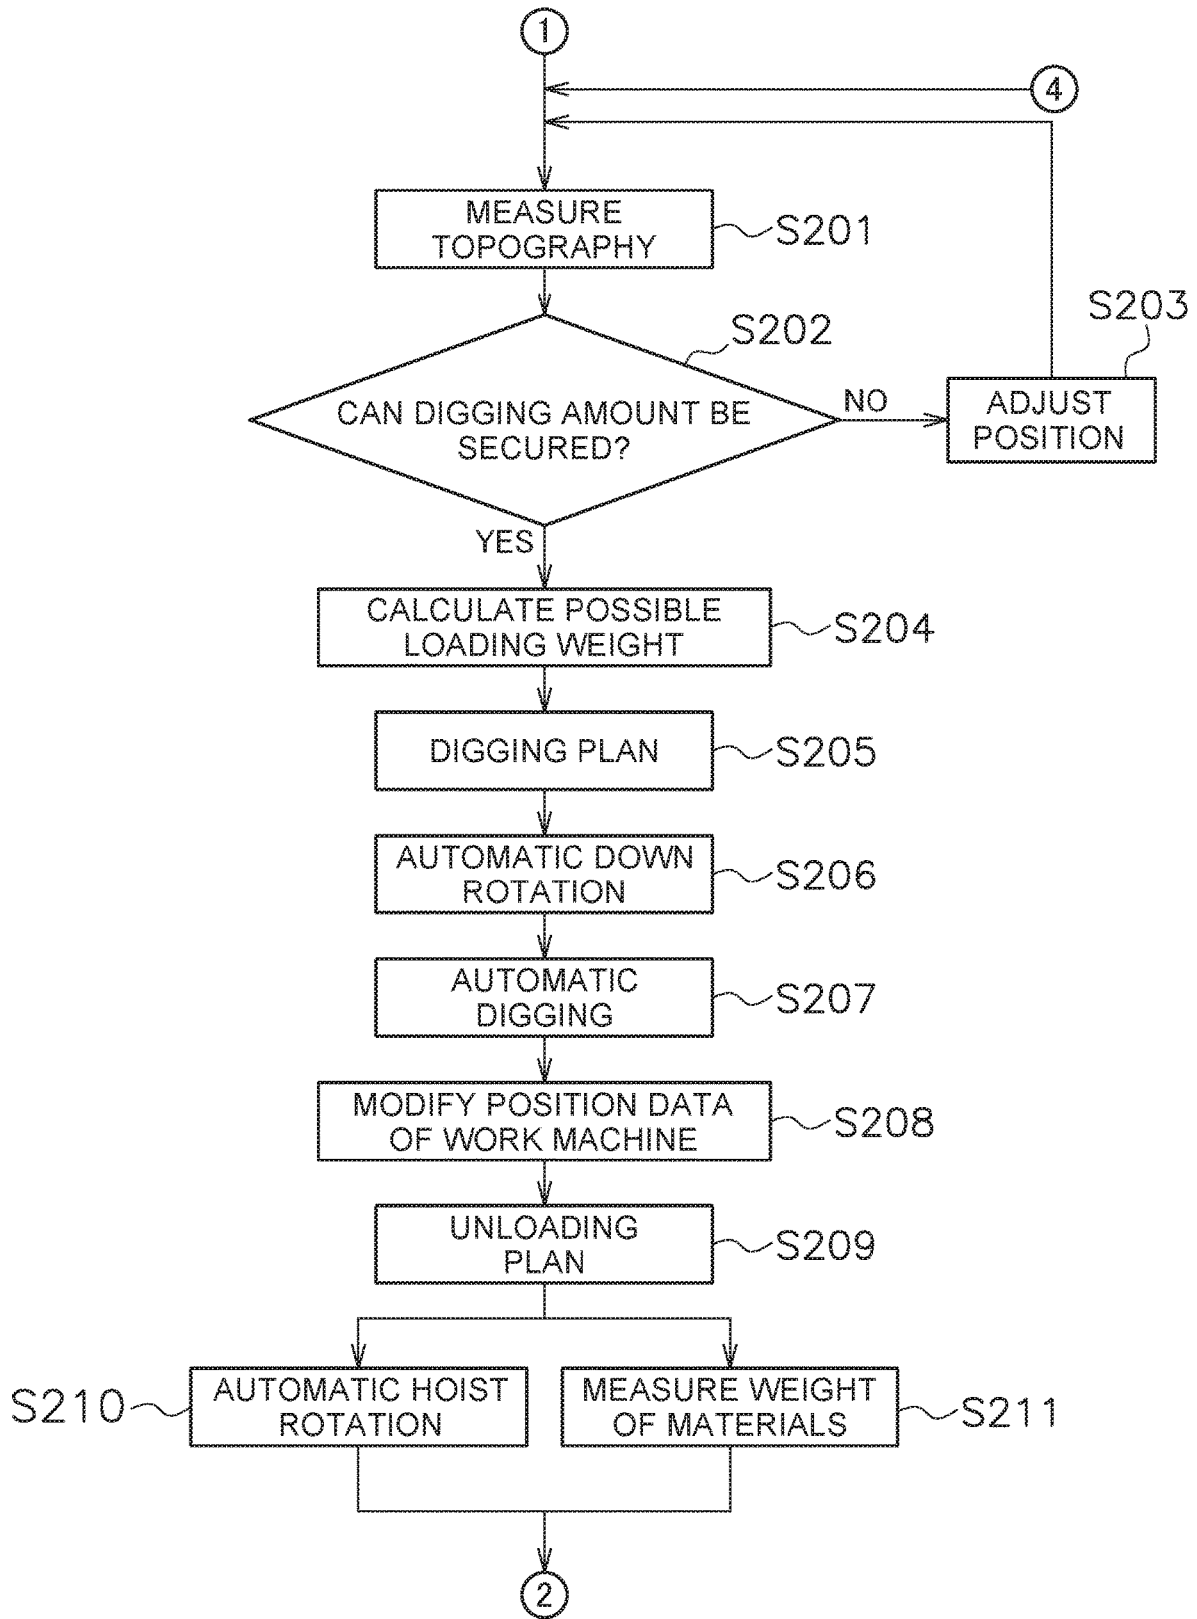 1
4
MEASURE
TOPOGRAPHY
S201
S202
S203
CAN DIGGING AMOUNT BE
SECURED?
NO
ADJUST
POSITION
YES
CALCULATE POSSIBLE
LOADING WEIGHT
S204
DIGGING PLAN
S205
AUTOMATIC DOWN
ROTATION
S206
AUTOMATIC
DIGGING
S207
MODIFY POSITION DATA
OF WORK MACHINE
S208
UNLOADING
PLAN
S209
S210
AUTOMATIC HOIST
ROTATION
MEASURE WEIGHT
OF MATERIALS
S211
2